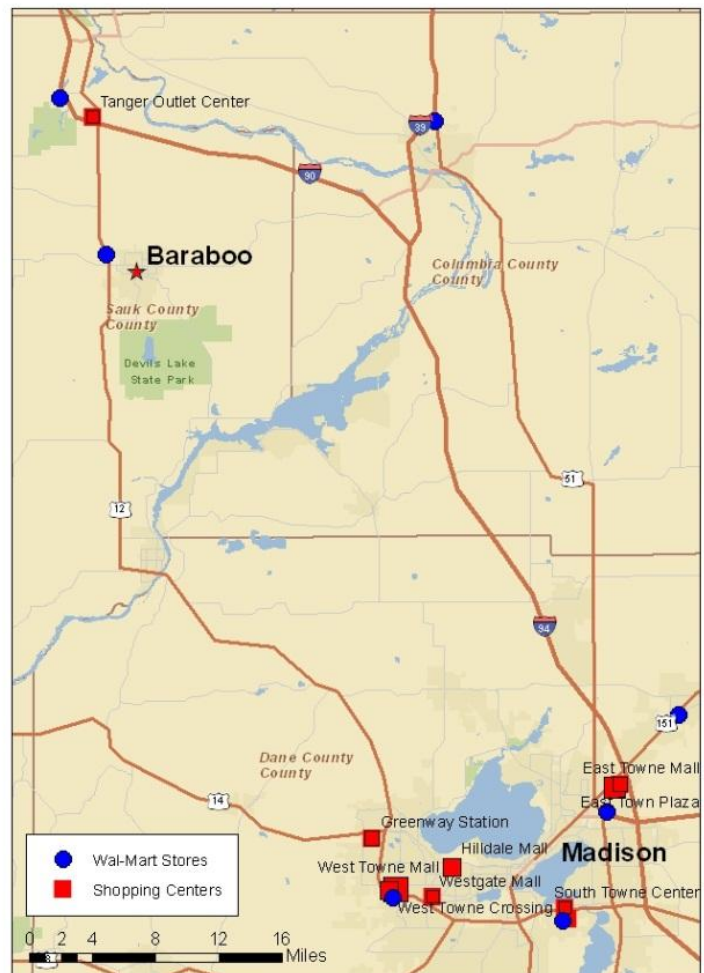 Tanger Outlet Center
39
90
Baraboo
Columbia County
County
Sauk County
County
Devils Lake
State Park
12
51
94
151
Dane County
County
East Towne Mall
14
East Town Plaza
Greenway Station
Hilldale Mall
Madison
West Towne Mall
Westgate Mall
South Towne Center
West Towne Crossing
Wal-Mart Stores
Shopping Centers
0 2 4 8 12 16
Miles